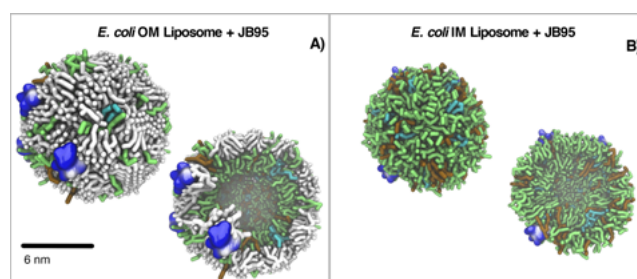 E. coli OM Liposome + JB95
A)
6 nm
E. coli IM Liposome + JB95
B)